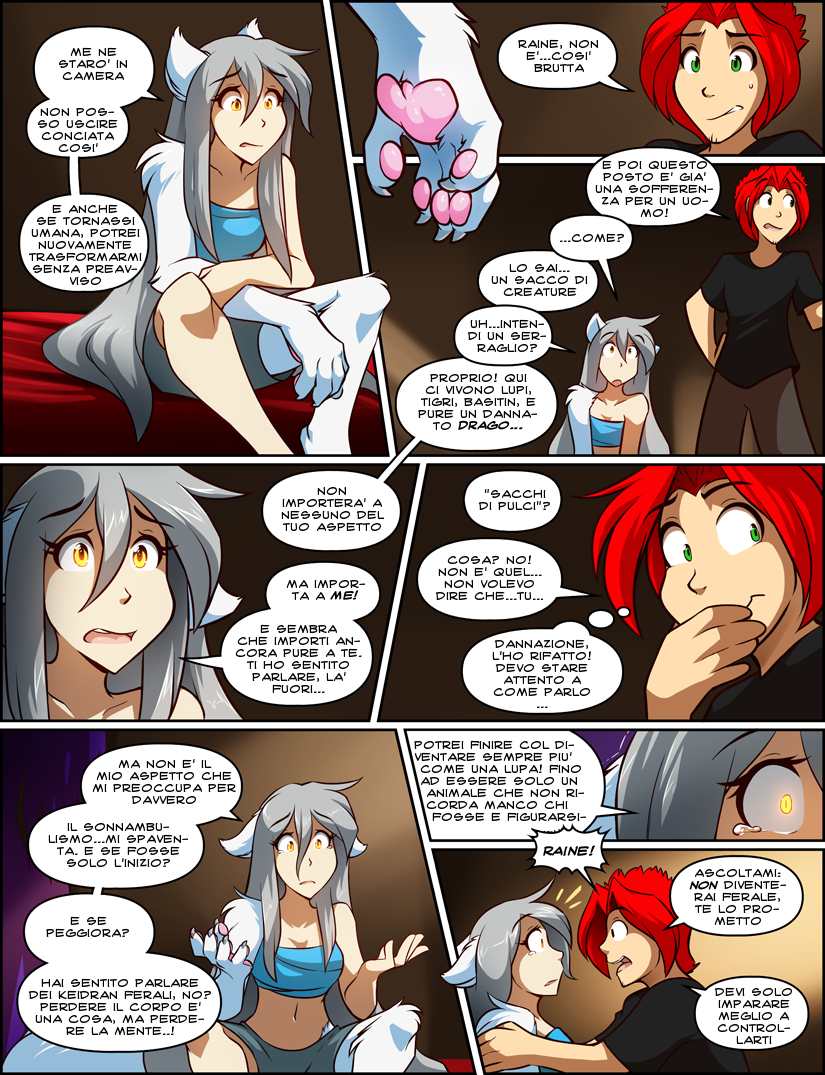 ME NE
STARO' IN
CAMERA
NON POS-
SO USCIRE
CONCIATA
COSI'
E ANCHE
SE TORNASSI
UMANA, POTREI
NUOVAMENTE
TRASFORMARMI
SENZA PREAV-
VISO
RAINE, NON
E'...COSI'
BRUTTA
E POI QUESTO
POSTO E' GIA'
UNA SOFFEREN-
ZA PER UN UO-
MO!
...COME?
LO SAI...
UN SACCO DI
CREATURE
UH...INTEN-
DI UN SER-
RAGLIO?
PROPRIO! QUI
CI VIVONO LUPI,
TIGRI, BASITIN, E
PURE UN DANNA-
TO DRAGO...
NON
IMPORTERA' A
NESSUNO DEL
TUO ASPETTO
MA IMPOR-
TA A ME!
E SEMBRA
CHE IMPORTI AN-
CORA PURE A TE.
TI HO SENTITO
PARLARE, LA'
FUORI...
"SACCHI
DI PULCI"?
COSA? NO!
NON E' QUEL...
NON VOLEVO
DIRE CHE...TU...
DANNAZIONE,
L'HO RIFATTO!
DEVO STARE
ATTENTO A
COME PARLO
...
MA NON E' IL
MIO ASPETTO CHE
MI PREOCCUPA PER
DAVVERO
IL SONNAMBU-
LISMO...MI SPAVEN-
TA. E SE FOSSE
SOLO L'INIZIO?
E SE
PEGGIORA?
HAI SENTITO PARLARE
DEI KEIDRAN FERALI, NO?
PERDERE IL CORPO E'
UNA COSA, MA PERDE-
RE LA MENTE..!
POTREI FINIRE COL DI-
VENTARE SEMPRE PIU'
COME UNA LUPA! FINO
AD ESSERE SOLO UN
ANIMALE CHE NON RI-
CORDA MANCO CHI
FOSSE E FIGURARSI-
RAINE!
ASCOLTAMI:
NON DIVENTE-
RAI FERALE,
TE LO PRO-
METTO
DEVI SOLO
IMPARARE
MEGLIO A
CONTROL-
LARTI